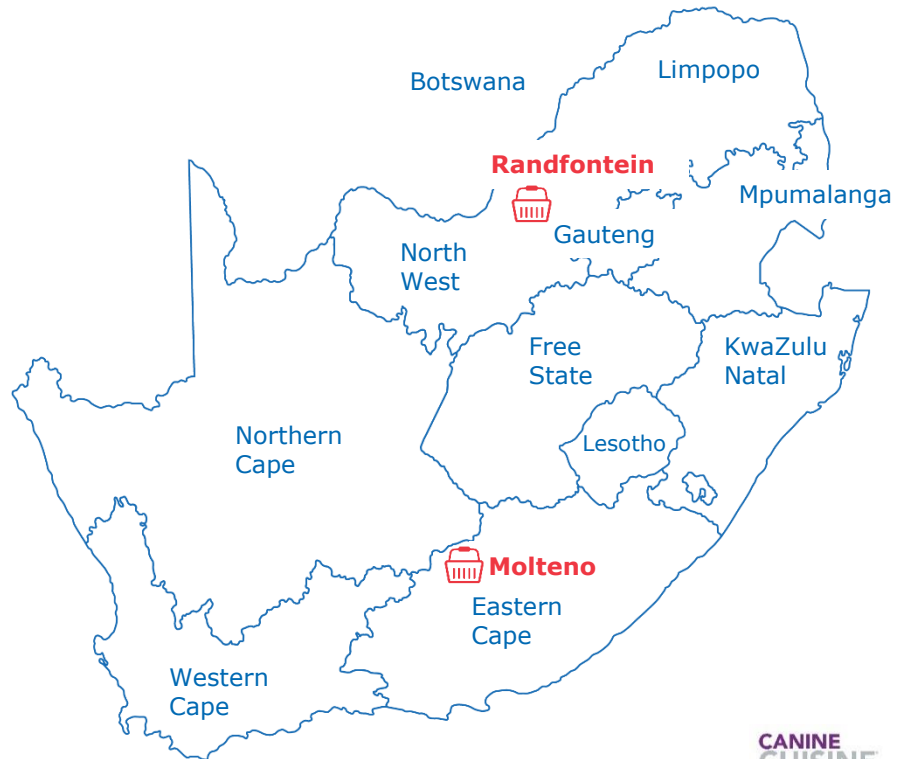 Limpopo
Botswana
Randfontein
Mpumalanga
Gauteng
North
West
Free
State
KwaZulu
Natal
Northern
Cape
Lesotho
Molteno
Eastern
Cape
Western
Cape
CANINE
CUISINE